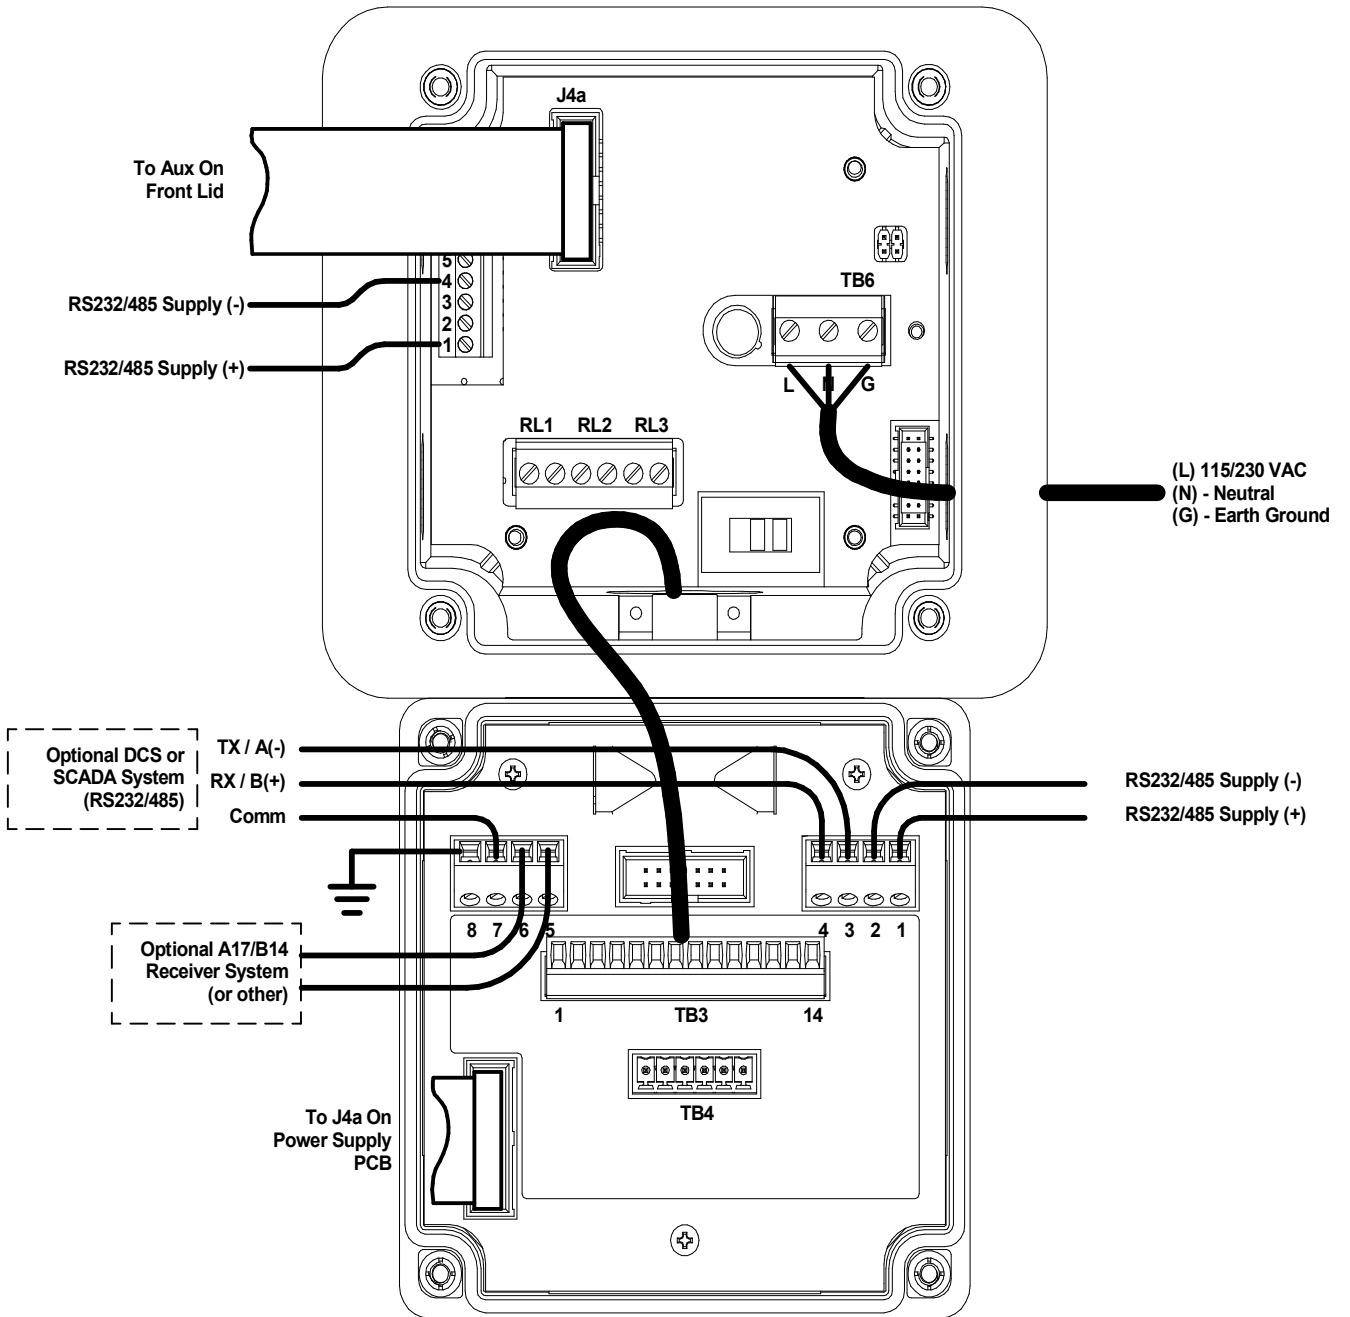 J4a
To Aux On
Front Lid
5
4
3
2
1
RS232/485 Supply (-)
RS232/485 Supply (+)
TB6
L N G
RL1 RL2 RL3
(L) 115/230 VAC
(N) - Neutral
(G) - Earth Ground
Optional DCS or
SCADA System
(RS232/485)
TX / A(-)
RX / B(+)
Comm
RS232/485 Supply (-)
RS232/485 Supply (+)
8 7 6 5
4 3 2 1
Optional A17/B14
Receiver System
(or other)
1 TB3 14
TB4
To J4a On
Power Supply
PCB